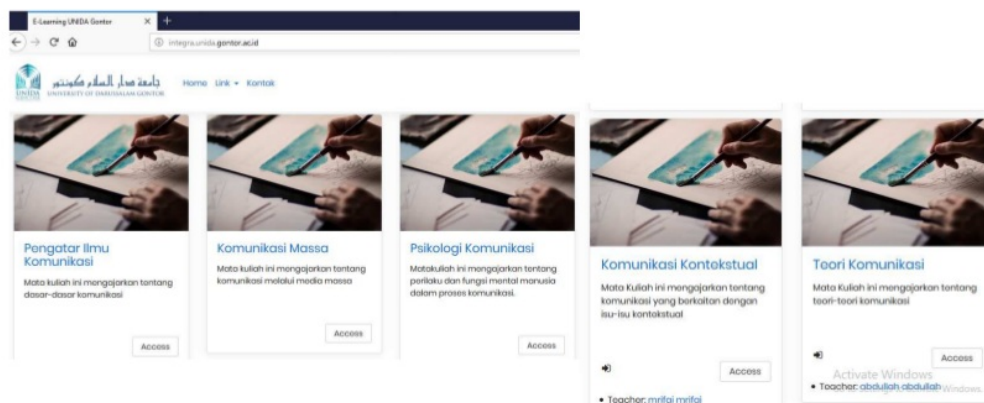 E-Learning UNIDA Gontor
integra.unida.gontor.ac.id
جامعة دار السلام كونتور
UNIVERSITY OF DARUSSALAM GONTOR
UNIDA
Home Link Kontak
Pengatar Ilmu
Komunikasi
Mata kuliah ini mengajarkan tentang
dasar-dasar komunikasi
Access
Komunikasi Massa
Mata kuliah ini mengajarkan tentang
komunikasi melalui media massa
Access
Psikologi Komunikasi
Matakuliah ini mengajarkan tentang
perilaku dan fungsi mental manusia
dalam proses komunikasi.
Access
Komunikasi Kontekstual
Mata Kuliah ini mengajarkan tentang
komunikasi yang berkaitan dengan
isu-isu kontekstual
Access
• Teacher: mrifai mrifai
Teori Komunikasi
Mata Kuliah ini mengajarkan tentang
teori-teori komunikasi
Access
Activate Windows
• Teacher: abdullah abdullah
Windows.